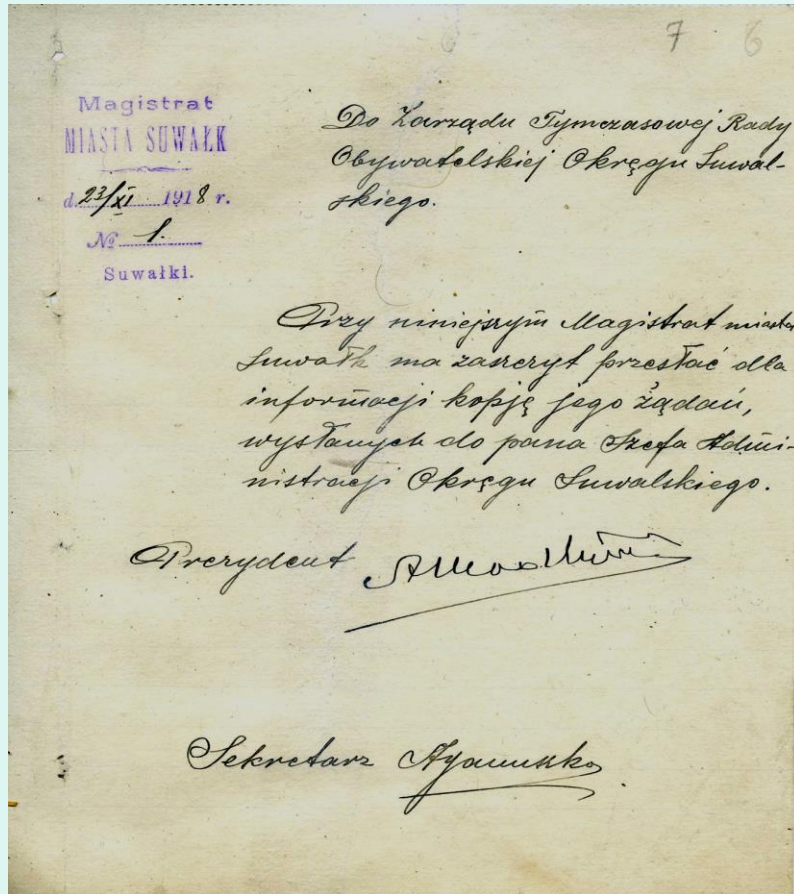 7 6
Magistrat
MIASTA SUWAŁK
d. 23/XI 1918 r.
№ 1.
Suwałki.
Do Zarządu Tymczasowej Rady
Obywatelskiej Okręgu Suwal-
skiego.
Przy niniejszym Magistrat miasta
Suwałk ma zaszczyt przesłać dla
informacji kopję jego żądań,
wysłanych do pana Szefa Admi-
nistracji Okręgu Suwalskiego.
Prezydent
Sekretarz